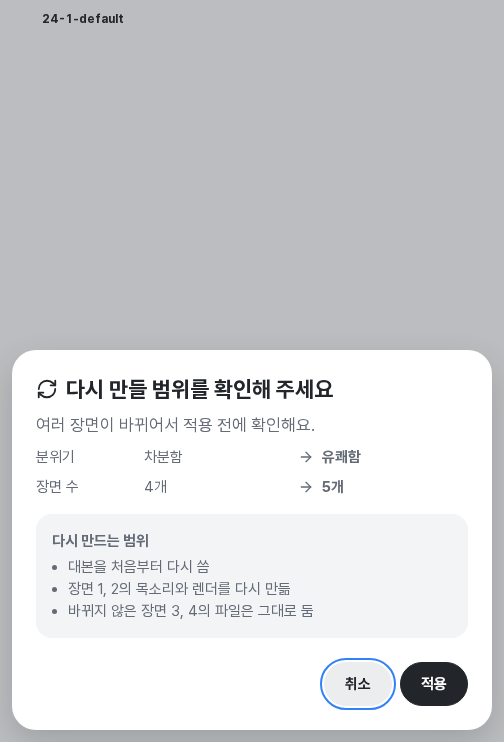 24-1-default
다시 만들 범위를 확인해 주세요
여러 장면이 바뀌어서 적용 전에 확인해요.
분위기 차분함 → 유쾌함
장면 수 4개 → 5개
다시 만드는 범위
• 대본을 처음부터 다시 씀
• 장면 1, 2의 목소리와 렌더를 다시 만듦
• 바뀌지 않은 장면 3, 4의 파일은 그대로 둠
취소 적용